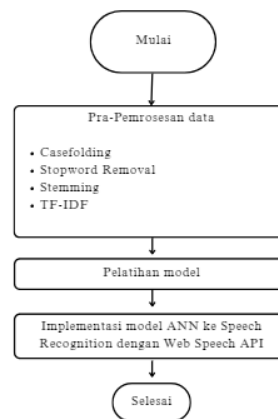 Mulai
Pra-Pemrosesan data
• Casefolding
• Stopword Removal
• Stemming
• TF-IDF
Pelatihan model
Implementasi model ANN ke Speech
Recognition dengan Web Speech API
Selesai